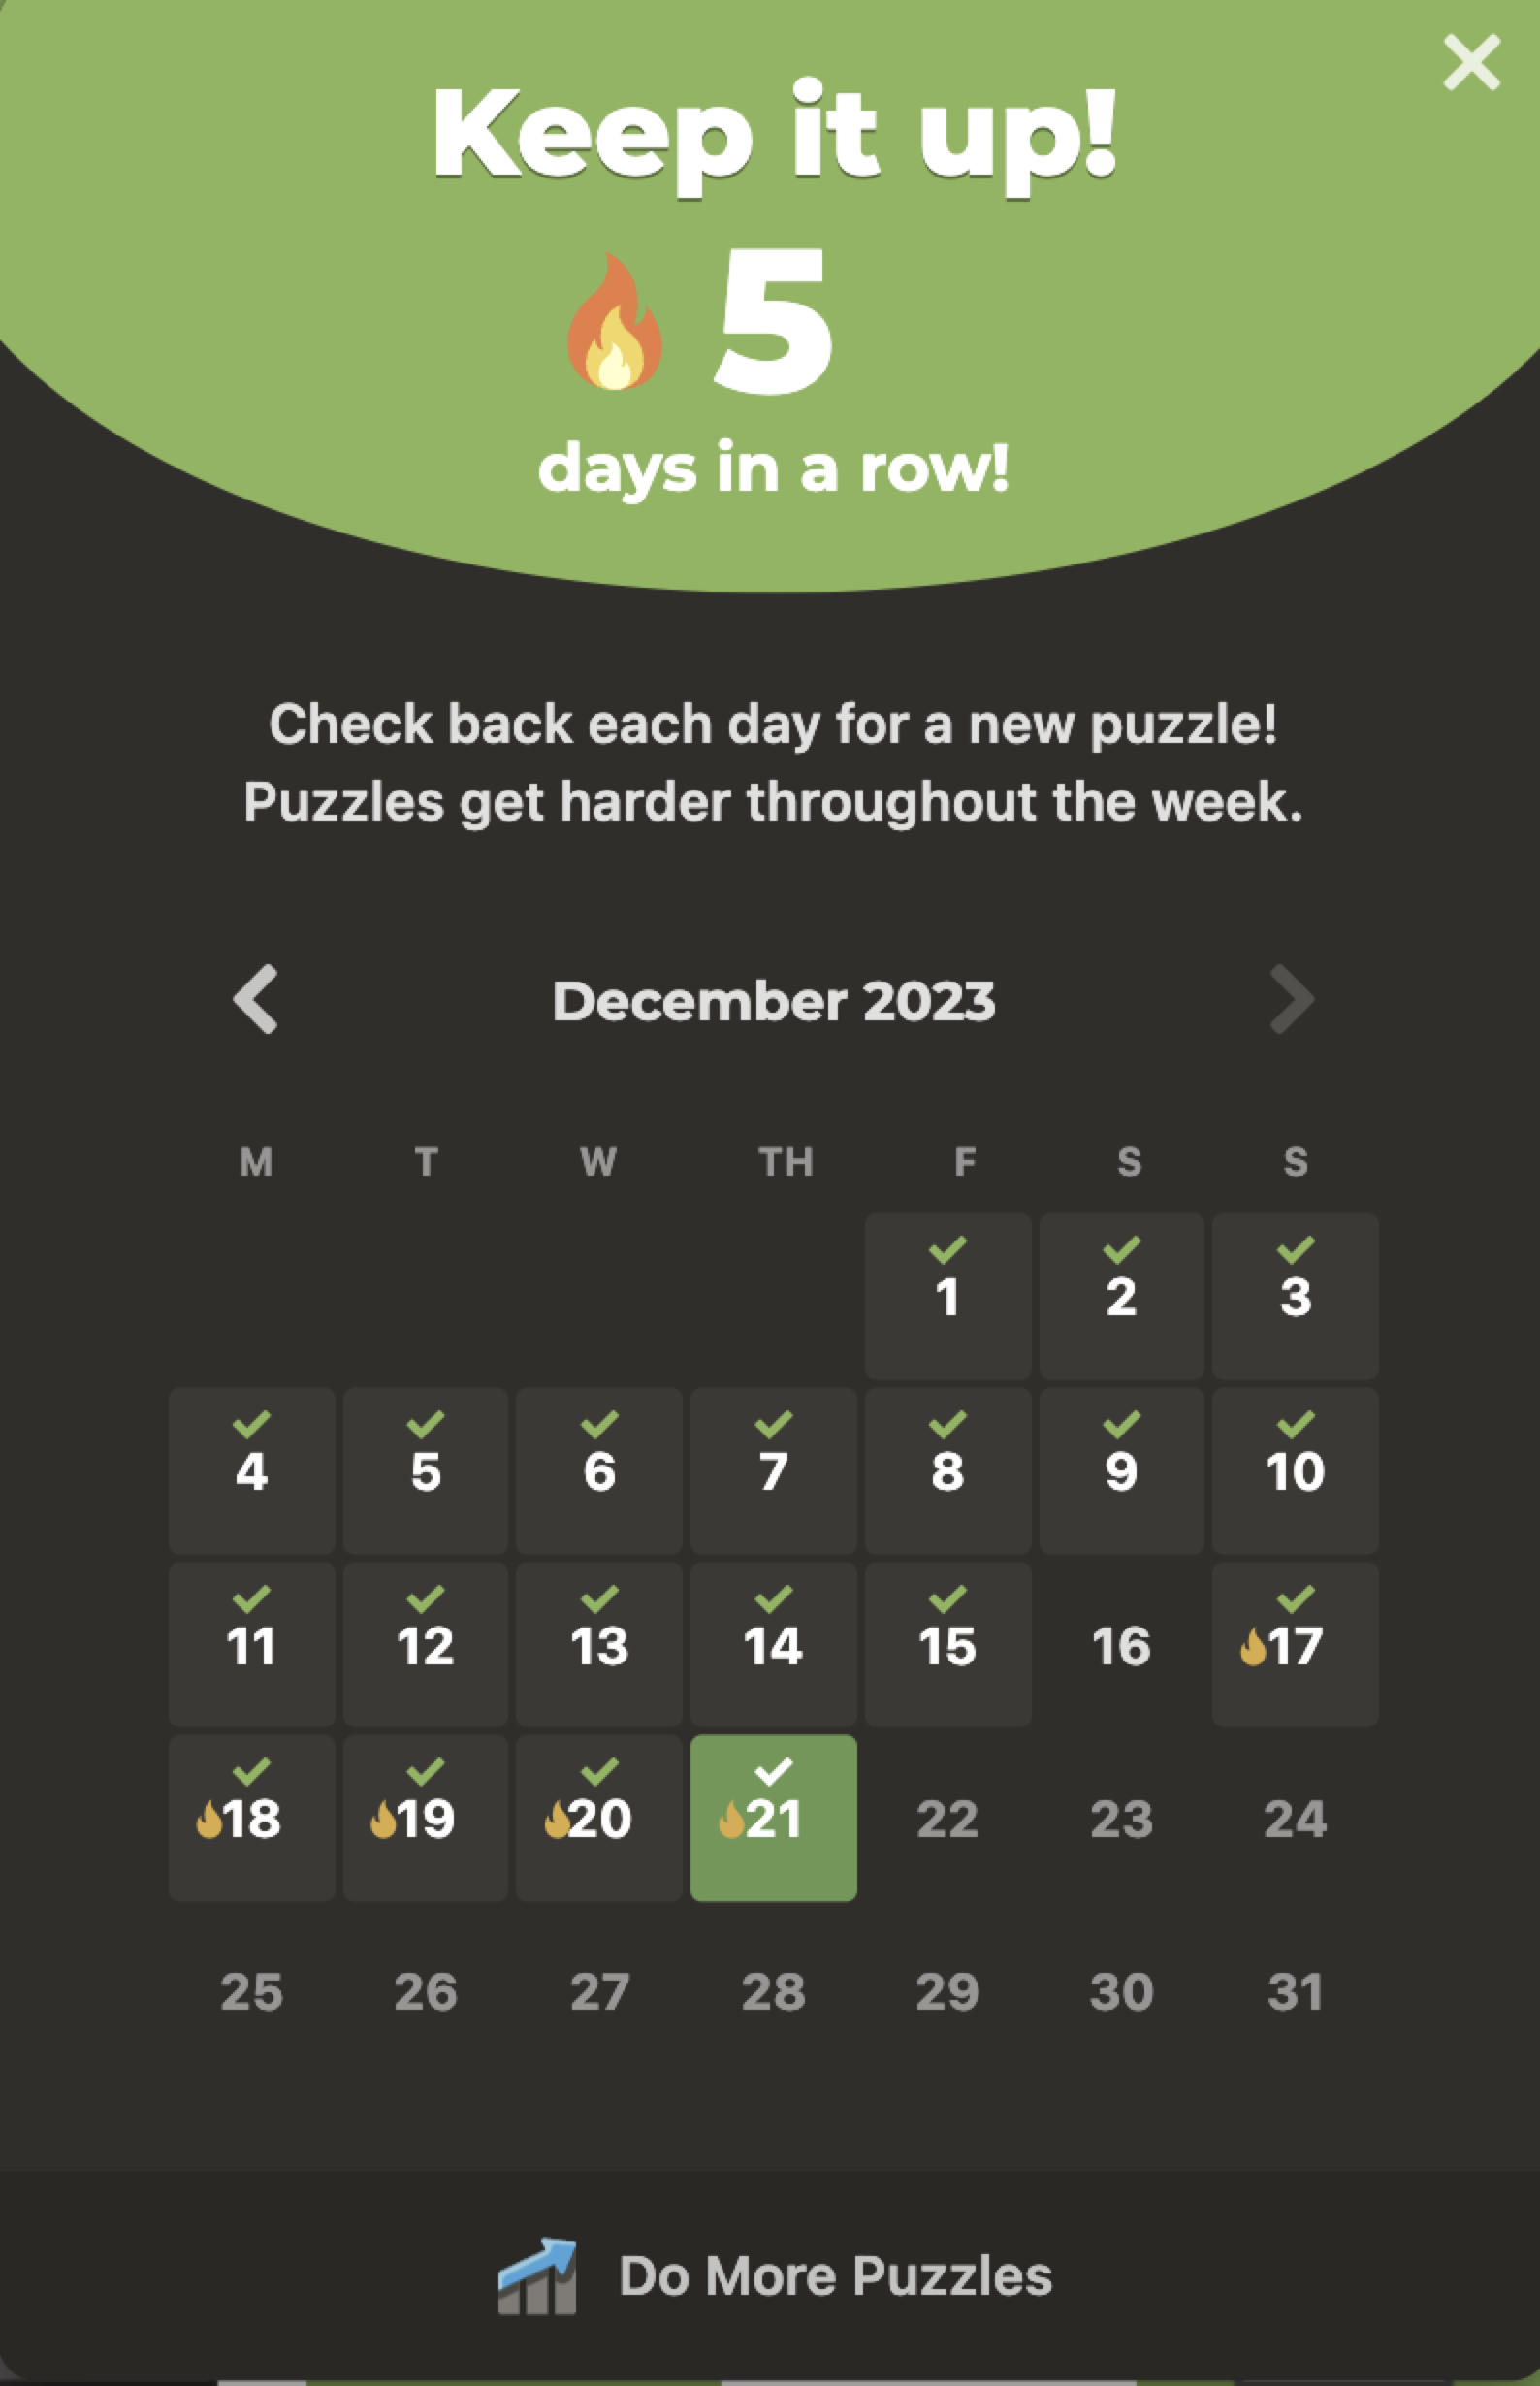 Keep it up!
5
days in a row!
Check back each day for a new puzzle!
Puzzles get harder throughout the week.
December 2023
M T W TH F S S
1 2 3
4 5 6 7 8 9 10
11 12 13 14 15 16 17
18 19 20 21 22 23 24
25 26 27 28 29 30 31
Do More Puzzles